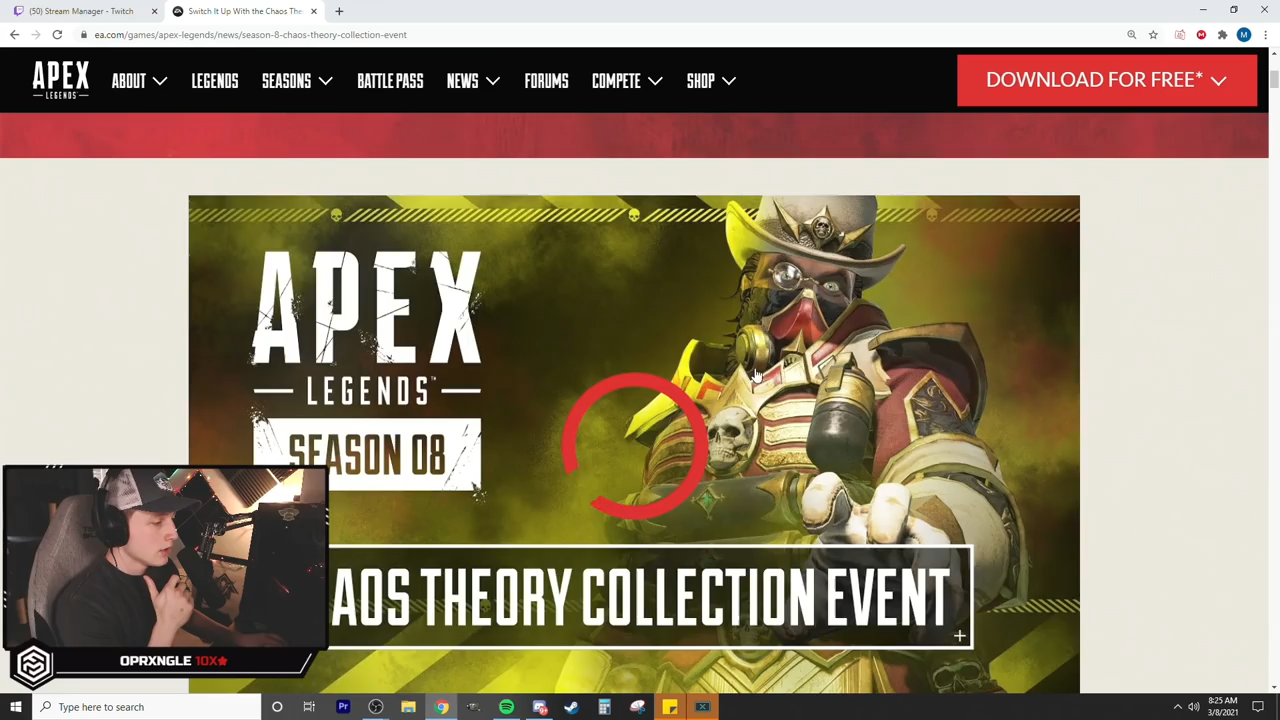 (50) Stream Manager - Twitch
Switch It Up With the Chaos The
ea.com/games/apex-legends/news/season-8-chaos-theory-collection-event
M
APEX
LEGENDS
ABOUT
LEGENDS
SEASONS
BATTLE PASS
NEWS
FORUMS
COMPETE
SHOP
DOWNLOAD FOR FREE*
APEX
LEGENDS™
SEASON 08
AOS THEORY COLLECTION EVENT
OPRXNGLE 10X
Type here to search
Pr
8:25 AM
3/8/2021